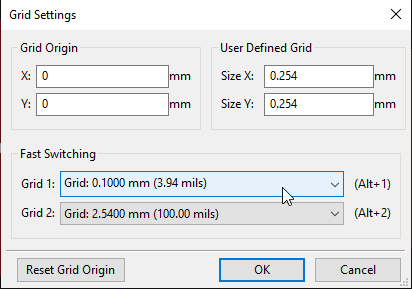 Grid Settings
Grid Origin
User Defined Grid
X: 0 mm
Size X: 0.254 mm
Y: 0 mm
Size Y: 0.254 mm
Fast Switching
Grid 1: Grid: 0.1000 mm (3.94 mils) (Alt+1)
Grid 2: Grid: 2.5400 mm (100.00 mils) (Alt+2)
Reset Grid Origin OK Cancel